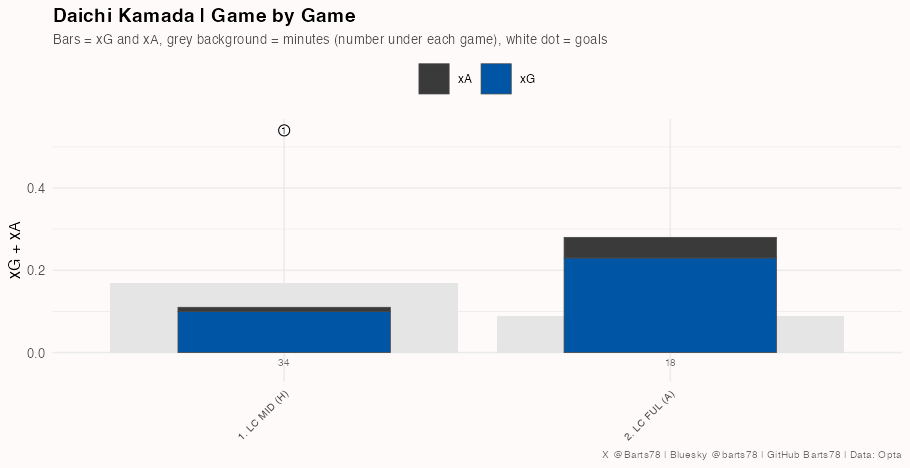 Daichi Kamada | Game by Game
Bars = xG and xA, grey background = minutes (number under each game), white dot = goals
xA xG
1
xG + xA
0.4
0.2
0.0
34 18
1. LC MID (H) 2. LC FUL (A)
X @Barts78 | Bluesky @barts78 | GitHub Barts78 | Data: Opta